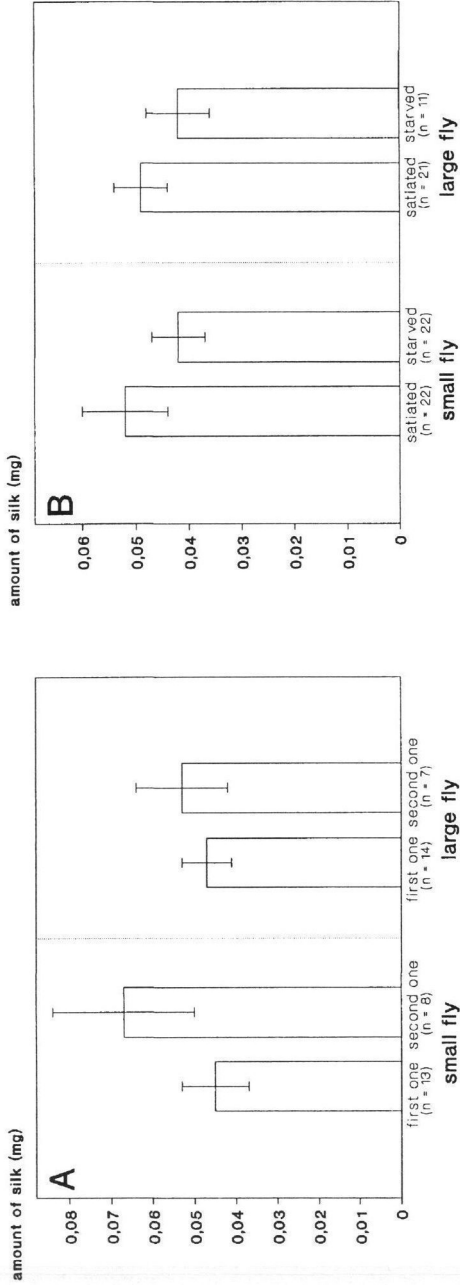 amount of silk (mg)
A
0,08
0,07
0,06
0,05
0,04
0,03
0,02
0,01
0
first one second one first one second one
(n = 13) (n = 8) (n = 14) (n = 7)
small fly large fly
amount of silk (mg)
B
0,06
0,05
0,04
0,03
0,02
0,01
0
satiated starved satiated starved
(n = 22) (n = 22) (n = 21) (n = 11)
small fly large fly